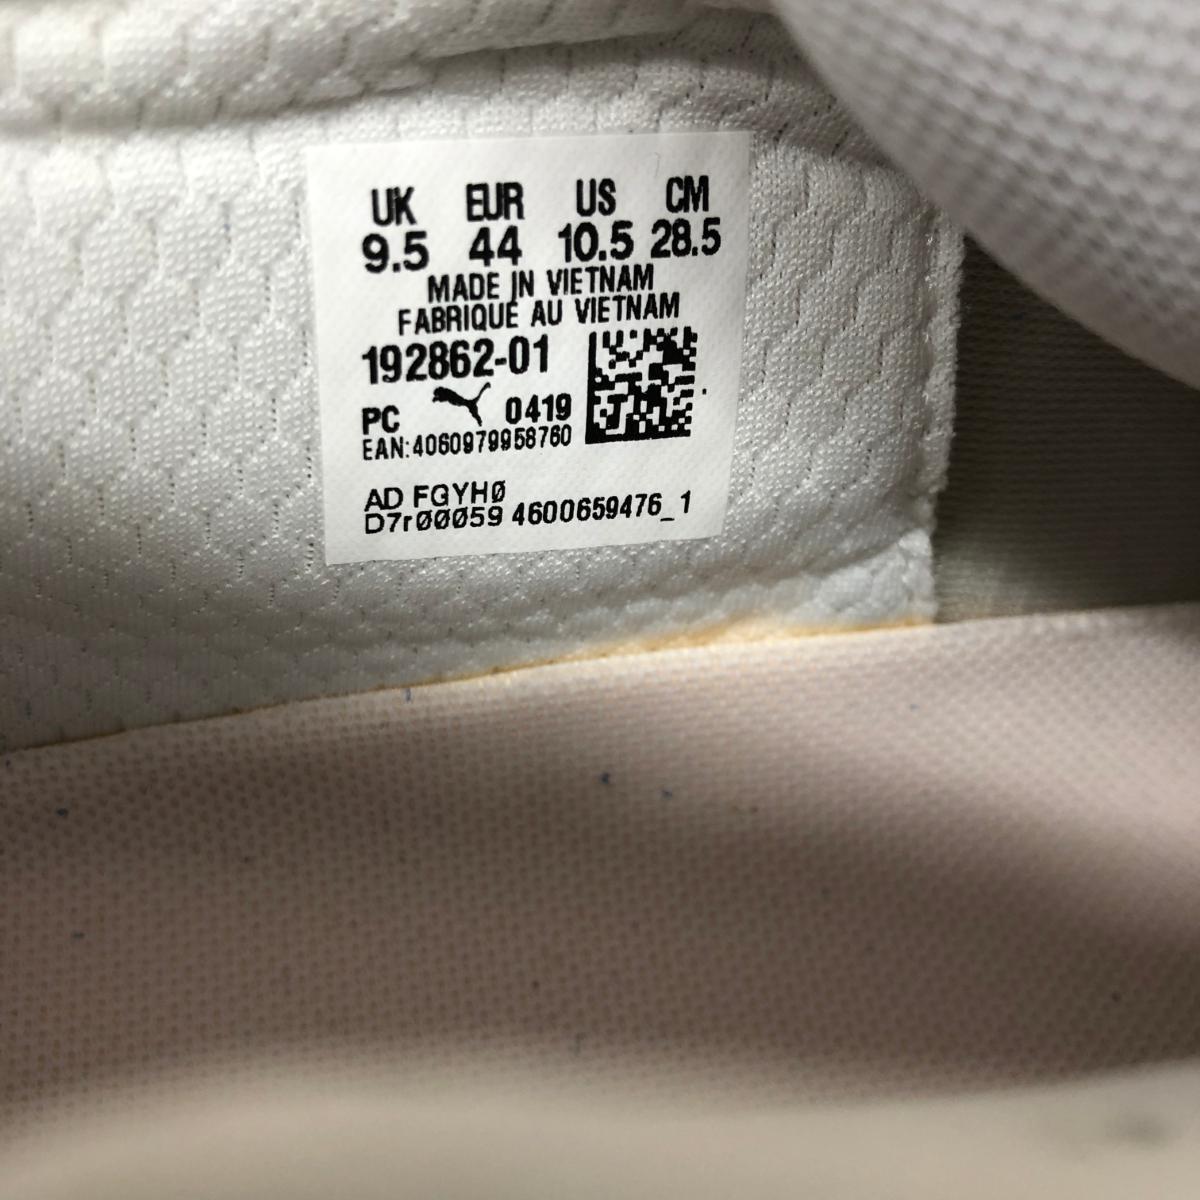 UK EUR US CM
9.5 44 10.5 28.5
MADE IN VIETNAM
FABRIQUÉ AU VIETNAM
192862-01
PC 0419
EAN:4060979958760
AD FGYHØ
D7rØØØ59 4600659476_1